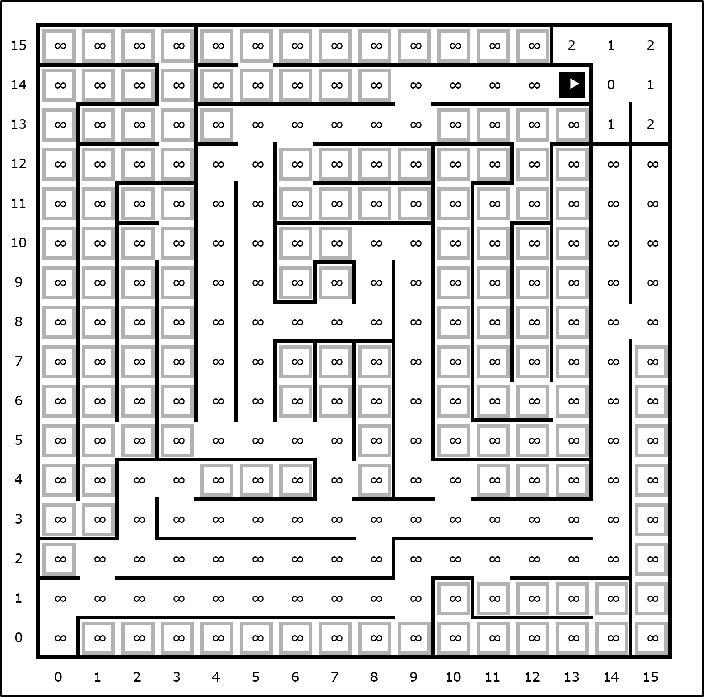 15 ∞ ∞ ∞ ∞ ∞ ∞ ∞ ∞ ∞ ∞ ∞ ∞ ∞ 2 1 2
14 ∞ ∞ ∞ ∞ ∞ ∞ ∞ ∞ ∞ ∞ ∞ ∞ ∞ 0 1
13 ∞ ∞ ∞ ∞ ∞ ∞ ∞ ∞ ∞ ∞ ∞ ∞ ∞ ∞ 1 2
12 ∞ ∞ ∞ ∞ ∞ ∞ ∞ ∞ ∞ ∞ ∞ ∞ ∞ ∞ ∞ ∞
11 ∞ ∞ ∞ ∞ ∞ ∞ ∞ ∞ ∞ ∞ ∞ ∞ ∞ ∞ ∞ ∞
10 ∞ ∞ ∞ ∞ ∞ ∞ ∞ ∞ ∞ ∞ ∞ ∞ ∞ ∞ ∞ ∞
9 ∞ ∞ ∞ ∞ ∞ ∞ ∞ ∞ ∞ ∞ ∞ ∞ ∞ ∞ ∞ ∞
8 ∞ ∞ ∞ ∞ ∞ ∞ ∞ ∞ ∞ ∞ ∞ ∞ ∞ ∞ ∞ ∞
7 ∞ ∞ ∞ ∞ ∞ ∞ ∞ ∞ ∞ ∞ ∞ ∞ ∞ ∞ ∞ ∞
6 ∞ ∞ ∞ ∞ ∞ ∞ ∞ ∞ ∞ ∞ ∞ ∞ ∞ ∞ ∞ ∞
5 ∞ ∞ ∞ ∞ ∞ ∞ ∞ ∞ ∞ ∞ ∞ ∞ ∞ ∞ ∞ ∞
4 ∞ ∞ ∞ ∞ ∞ ∞ ∞ ∞ ∞ ∞ ∞ ∞ ∞ ∞ ∞ ∞
3 ∞ ∞ ∞ ∞ ∞ ∞ ∞ ∞ ∞ ∞ ∞ ∞ ∞ ∞ ∞ ∞
2 ∞ ∞ ∞ ∞ ∞ ∞ ∞ ∞ ∞ ∞ ∞ ∞ ∞ ∞ ∞ ∞
1 ∞ ∞ ∞ ∞ ∞ ∞ ∞ ∞ ∞ ∞ ∞ ∞ ∞ ∞ ∞ ∞
0 ∞ ∞ ∞ ∞ ∞ ∞ ∞ ∞ ∞ ∞ ∞ ∞ ∞ ∞ ∞ ∞
0 1 2 3 4 5 6 7 8 9 10 11 12 13 14 15